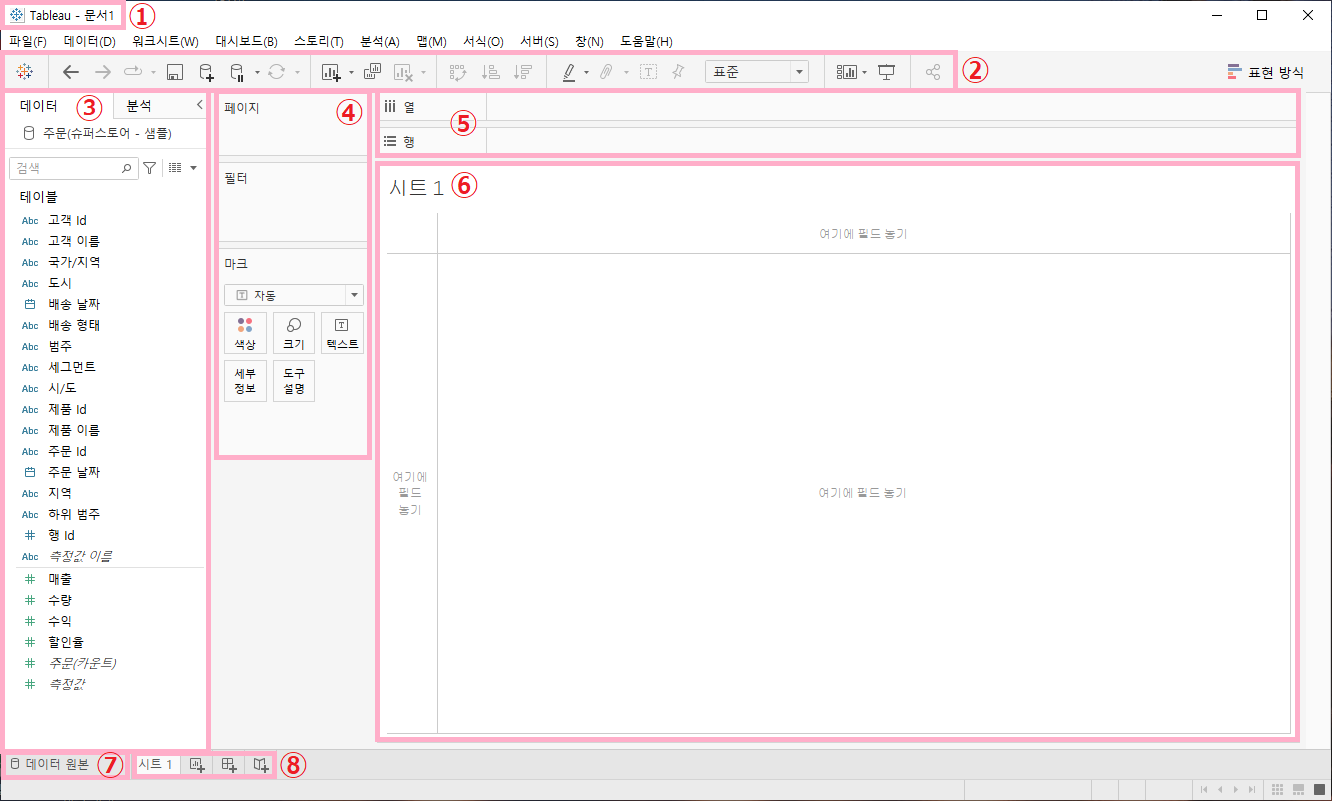 Tableau - 문서1 ①
파일(F) 데이터(D) 워크시트(W) 대시보드(B) 스토리(T) 분석(A) 맵(M) 서식(O) 서버(S) 창(N) 도움말(H)
표준 ② 표현 방식
데이터 ③ 분석
주문(슈퍼스토어 - 샘플)
검색
테이블
Abc 고객 Id
Abc 고객 이름
Abc 국가/지역
Abc 도시
배송 날짜
Abc 배송 형태
Abc 범주
Abc 세그먼트
Abc 시/도
Abc 제품 Id
Abc 제품 이름
Abc 주문 Id
주문 날짜
Abc 지역
Abc 하위 범주
# 행 Id
Abc 측정값 이름
# 매출
# 수량
# 수익
# 할인율
# 주문(카운트)
# 측정값
페이지 ④
필터
마크
T 자동
색상 크기 T 텍스트
세부
정보
도구
설명
열
⑤
행
시트 1 ⑥
여기에 필드 놓기
여기에
필드
놓기
여기에 필드 놓기
데이터 원본 ⑦ 시트 1 ⑧